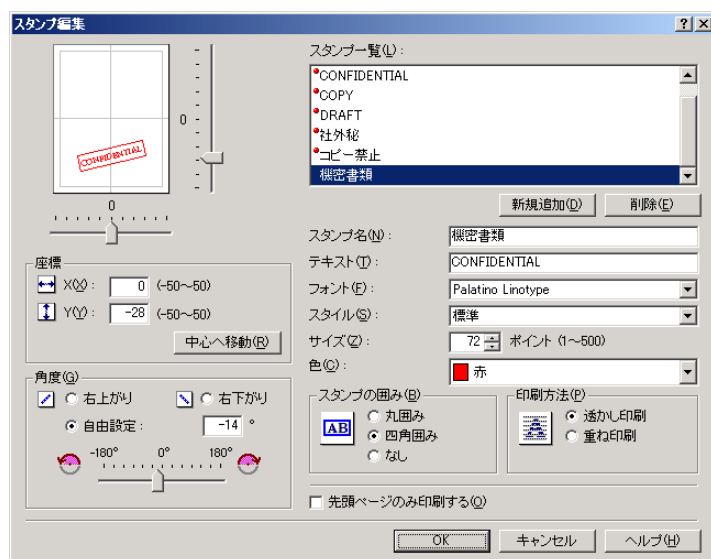 スタンプ編集
CONFIDENTIAL
0
0
座標
X(X): 0 (-50～50)
Y(Y): -28 (-50～50)
中心へ移動(R)
角度(G)
右上がり 右下がり
自由設定: -14 °
-180° 0° 180°
スタンプ一覧(L):
CONFIDENTIAL
COPY
DRAFT
社外秘
コピー禁止
機密書類
新規追加(D) 削除(E)
スタンプ名(N): 機密書類
テキスト(T): CONFIDENTIAL
フォント(F): Palatino Linotype
スタイル(S): 標準
サイズ(Z): 72 ポイント (1～500)
色(C): 赤
スタンプの囲み(B)
AB
丸囲み
四角囲み
なし
印刷方法(P)
透かし印刷
重ね印刷
先頭ページのみ印刷する(O)
OK キャンセル ヘルプ(H)